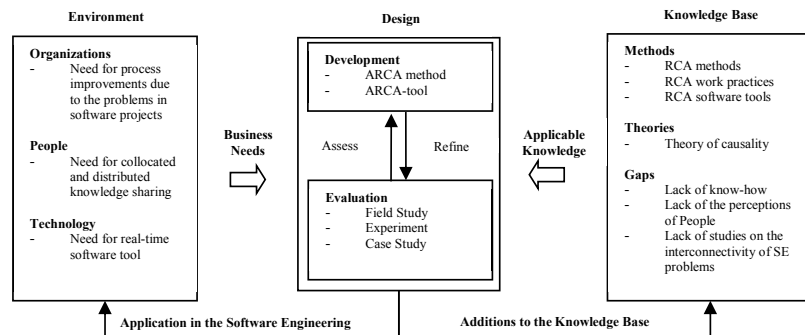 Environment
Organizations
- Need for process
improvements due
to the problems in
software projects
People
- Need for collocated
and distributed
knowledge sharing
Technology
- Need for real-time
software tool
Business
Needs
Design
Development
- ARCA method
- ARCA-tool
Assess
Refine
Evaluation
- Field Study
- Experiment
- Case Study
Applicable
Knowledge
Knowledge Base
Methods
- RCA methods
- RCA work practices
- RCA software tools
Theories
- Theory of causality
Gaps
- Lack of know-how
- Lack of the perceptions
of People
- Lack of studies on the
interconnectivity of SE
problems
Application in the Software Engineering
Additions to the Knowledge Base